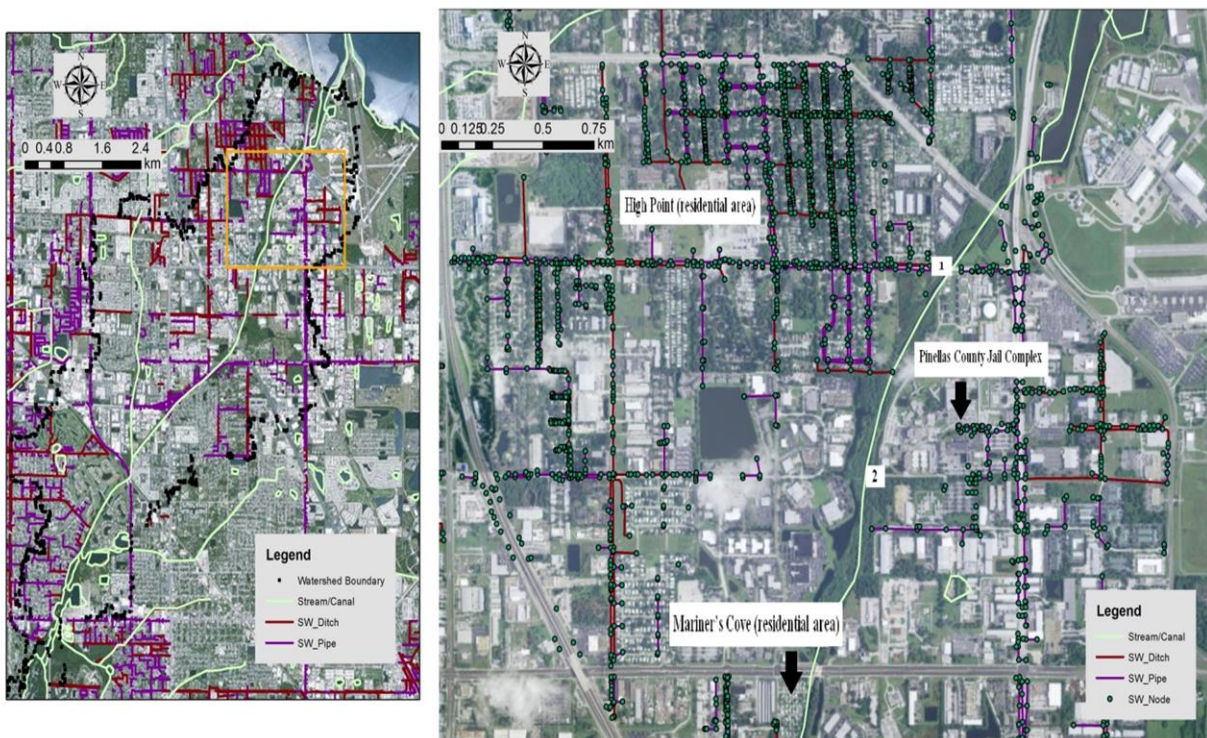 N
W E
S
0 0.4 0.8 1.6 2.4
km
Legend
Watershed Boundary
Stream/Canal
SW_Ditch
SW_Pipe
N
W E
S
0 0.125 0.25 0.5 0.75
km
High Point (residential area)
1
Pinellas County Jail Complex
2
Mariner's Cove (residential area)
Legend
Stream/Canal
SW_Ditch
SW_Pipe
SW_Node